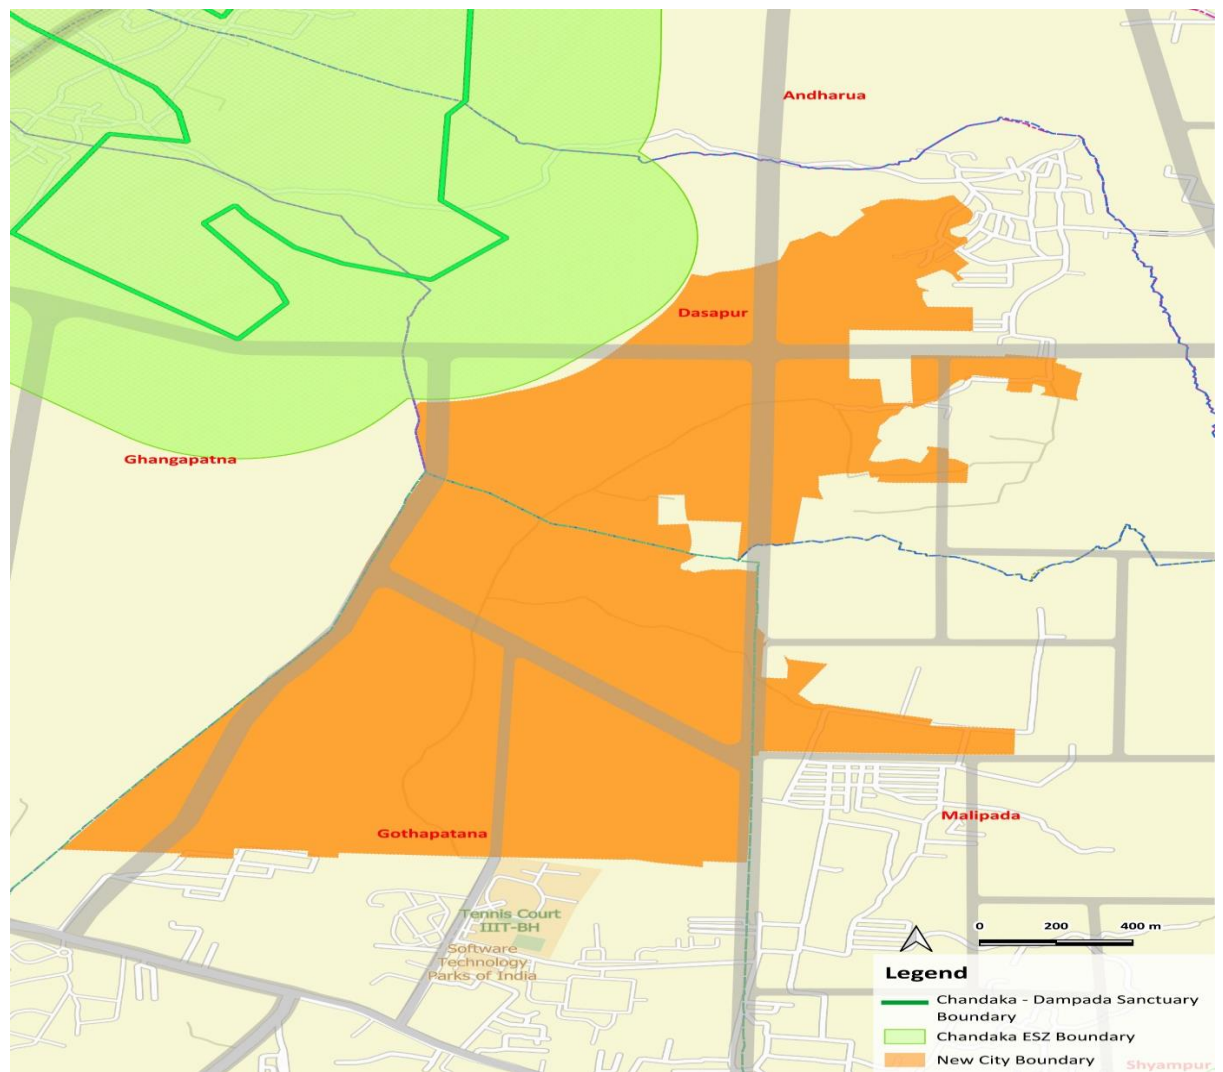 Andharua
Dasapur
Ghangapatna
Gothapatana
Malipada
Tennis Court
IIIT-BH
Software
Technology
Parks of India
0 200 400 m
Legend
Chandaka - Dampada Sanctuary
Boundary
Chandaka ESZ Boundary
New City Boundary
Shyampur